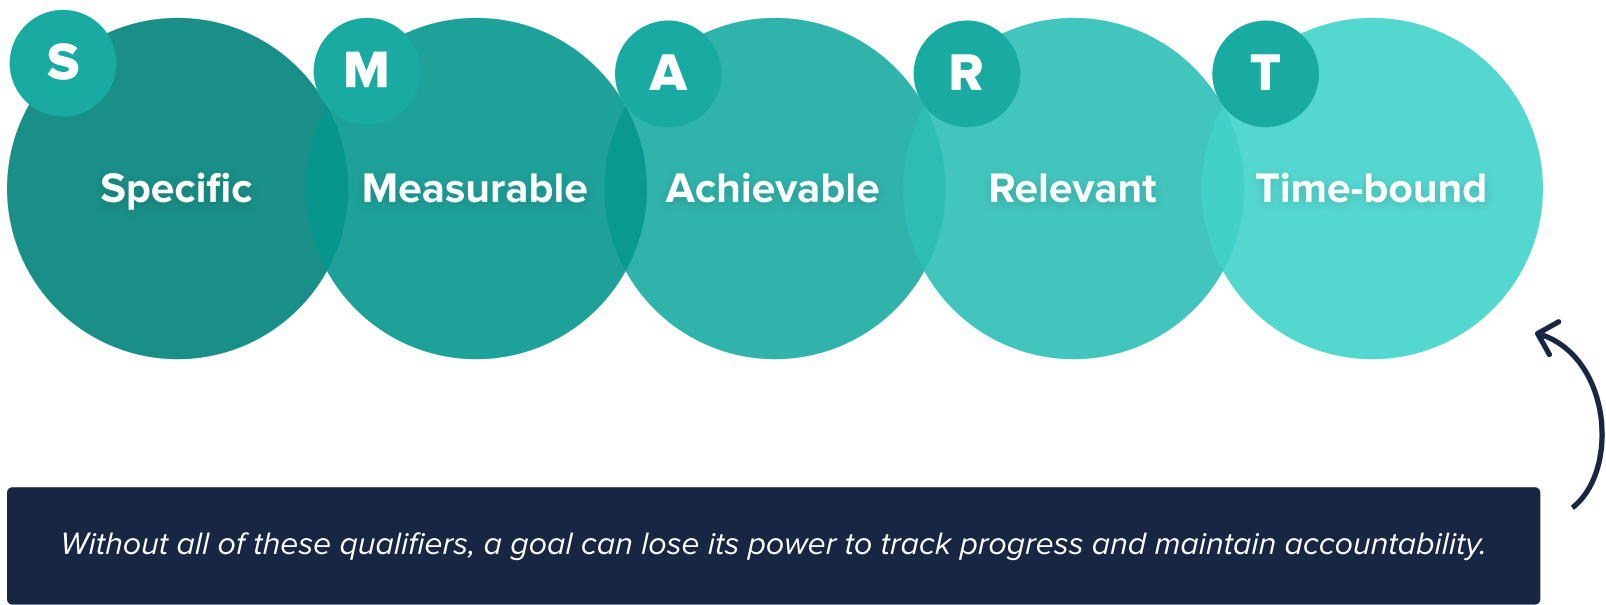 S
M
A
R
T
Specific
Measurable
Achievable
Relevant
Time-bound
Without all of these qualifiers, a goal can lose its power to track progress and maintain accountability.